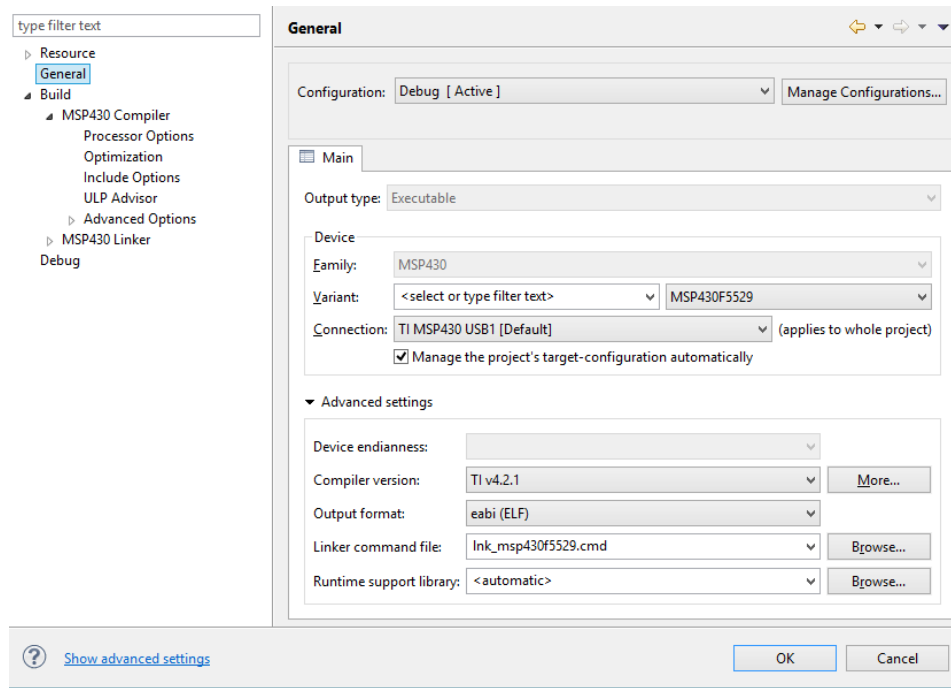 type filter text
Resource
General
Build
MSP430 Compiler
Processor Options
Optimization
Include Options
ULP Advisor
Advanced Options
MSP430 Linker
Debug
General
Configuration: Debug [ Active ] Manage Configurations...
Main
Output type: Executable
Device
Family: MSP430
Variant: <select or type filter text> MSP430F5529
Connection: TI MSP430 USB1 [Default] (applies to whole project)
Manage the project's target-configuration automatically
Advanced settings
Device endianness:
Compiler version: TI v4.2.1 More...
Output format: eabi (ELF)
Linker command file: lnk_msp430f5529.cmd Browse...
Runtime support library: <automatic> Browse...
? Show advanced settings OK Cancel